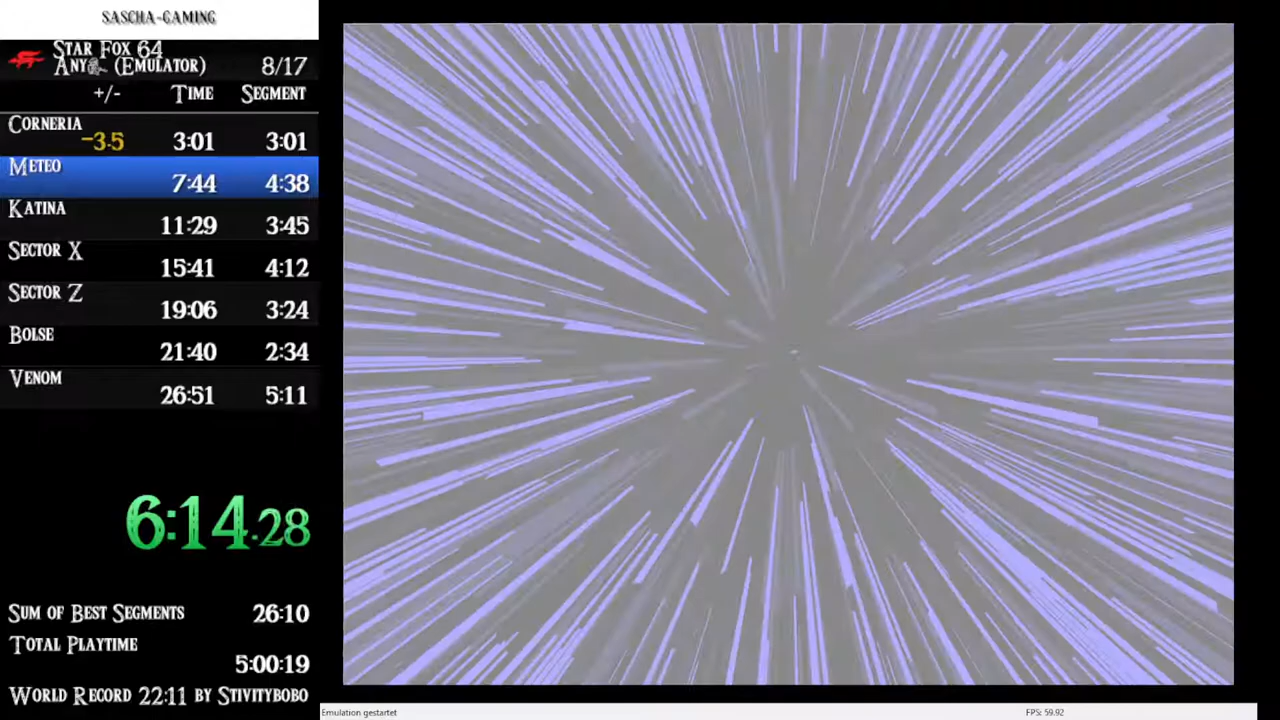 SASCHA-GAMING
STAR FOX 64
ANY% (EMULATOR) 8/17
+/- TIME SEGMENT
CORNERIA
-3.5 3:01 3:01
METEO
7:44 4:38
KATINA
11:29 3:45
SECTOR X
15:41 4:12
SECTOR Z
19:06 3:24
BOLSE
21:40 2:34
VENOM
26:51 5:11
6:14.28
SUM OF BEST SEGMENTS 26:10
TOTAL PLAYTIME
5:00:19
WORLD RECORD 22:11 BY STIVITYBOBO
Emulation gestartet FPS: 59.92